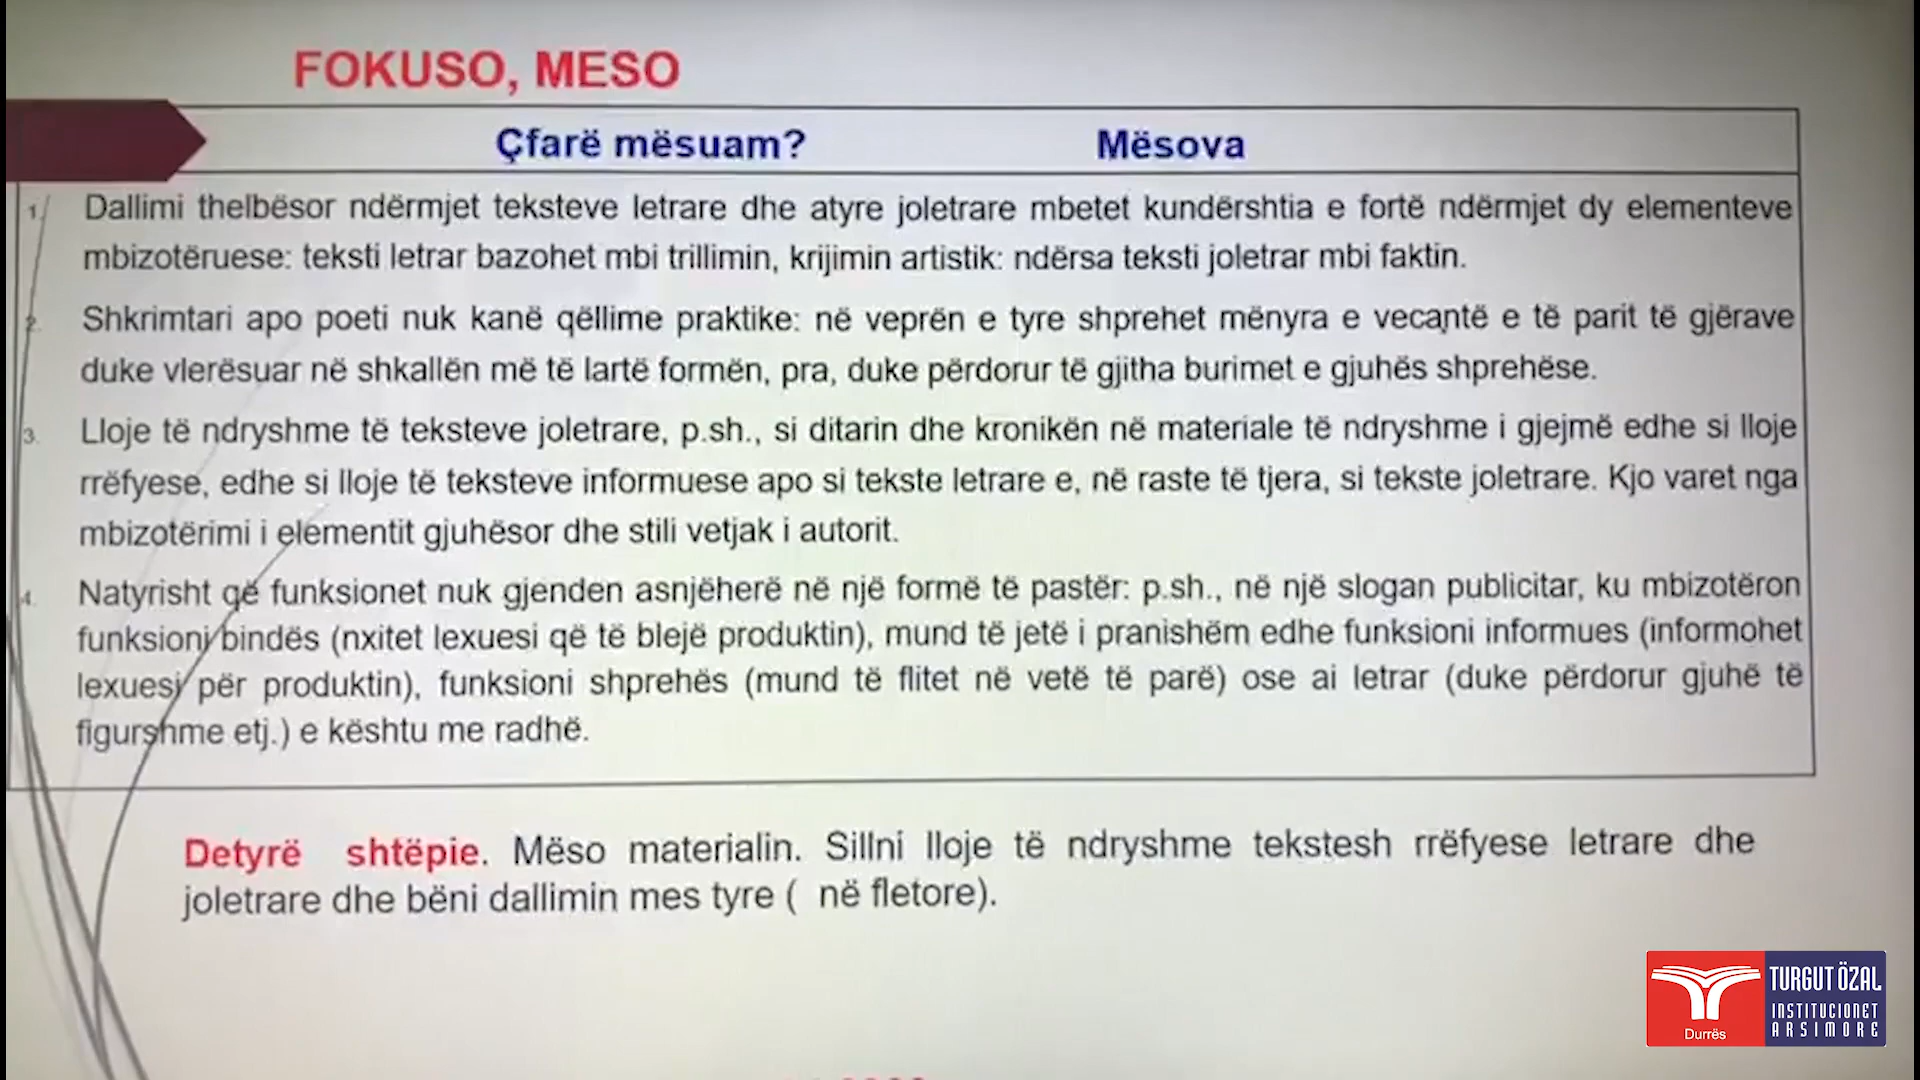 FOKUSO, MESO
Çfarë mësuam? Mësova
1. Dallimi thelbësor ndërmjet teksteve letrare dhe atyre joletrare mbetet kundërshtia e fortë ndërmjet dy elementeve
mbizotëruese: teksti letrar bazohet mbi trillimin, krijimin artistik: ndërsa teksti joletrar mbi faktin.
2. Shkrimtari apo poeti nuk kanë qëllime praktike: në veprën e tyre shprehet mënyra e vecantë e të parit të gjërave
duke vlerësuar në shkallën më të lartë formën, pra, duke përdorur të gjitha burimet e gjuhës shprehëse.
3. Lloje të ndryshme të teksteve joletrare, p.sh., si ditarin dhe kronikën në materiale të ndryshme i gjejmë edhe si lloje
rrëfyese, edhe si lloje të teksteve informuese apo si tekste letrare e, në raste të tjera, si tekste joletrare. Kjo varet nga
mbizotërimi i elementit gjuhësor dhe stili vetjak i autorit.
4. Natyrisht që funksionet nuk gjenden asnjëherë në një formë të pastër: p.sh., në një slogan publicitar, ku mbizotëron
funksioni bindës (nxitet lexuesi që të blejë produktin), mund të jetë i pranishëm edhe funksioni informues (informohet
lexuesi për produktin), funksioni shprehës (mund të flitet në vetë të parë) ose ai letrar (duke përdorur gjuhë të
figurshme etj.) e kështu me radhë.
Detyrë shtëpie. Mëso materialin. Sillni lloje të ndryshme tekstesh rrëfyese letrare dhe
joletrare dhe bëni dallimin mes tyre ( në fletore).
TURGUT ÖZAL
INSTITUCIONET
ARSIMORE
Durrës